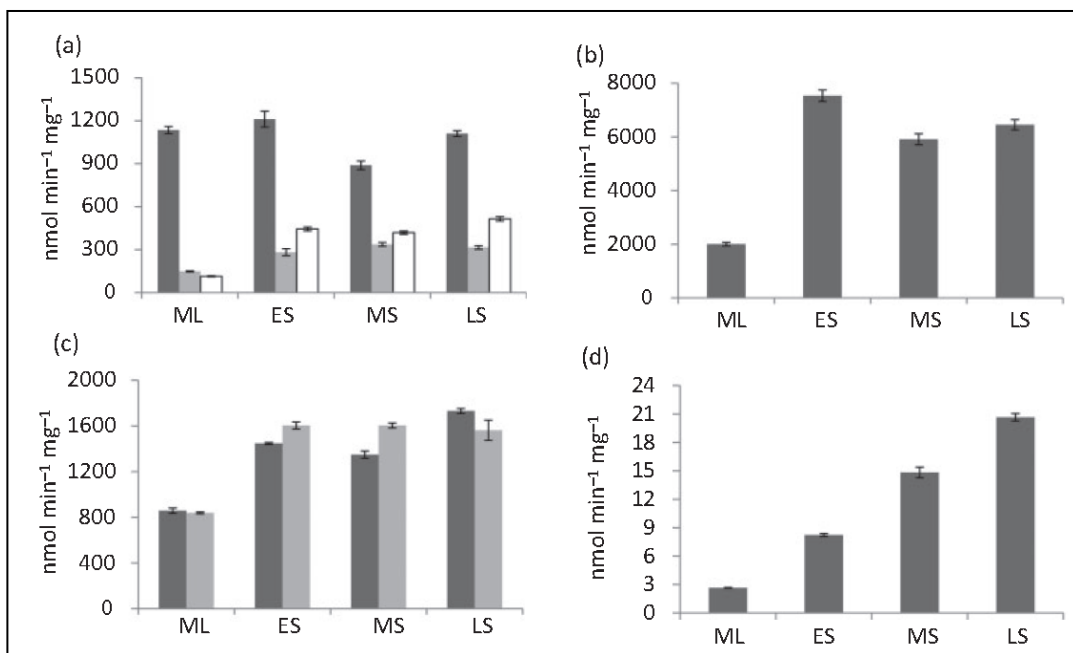 (a)
nmol min⁻¹ mg⁻¹
1500
1200
900
600
300
0
ML ES MS LS
(b)
nmol min⁻¹ mg⁻¹
8000
6000
4000
2000
0
ML ES MS LS
(c)
nmol min⁻¹ mg⁻¹
2000
1600
1200
800
400
0
ML ES MS LS
(d)
nmol min⁻¹ mg⁻¹
24
21
18
15
12
9
6
3
0
ML ES MS LS